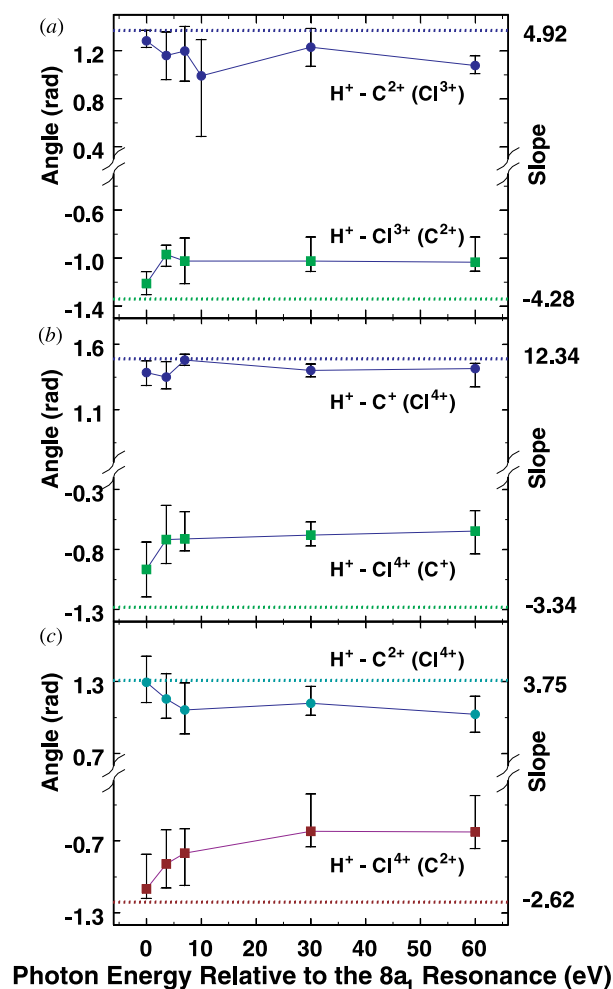 (a)
1.2
0.4
-0.6
-1.0
-1.4
Angle (rad)
4.92
Slope
-4.28
H⁺ - C²⁺ (Cl³⁺)
H⁺ - Cl³⁺ (C²⁺)
(b)
1.6
1.1
-0.3
-0.8
-1.3
Angle (rad)
12.34
Slope
-3.34
H⁺ - C⁺ (Cl⁴⁺)
H⁺ - Cl⁴⁺ (C⁺)
(c)
1.3
0.7
-0.7
-1.3
Angle (rad)
3.75
Slope
-2.62
H⁺ - C²⁺ (Cl⁴⁺)
H⁺ - Cl⁴⁺ (C²⁺)
0 10 20 30 40 50 60
Photon Energy Relative to the 8a₁ Resonance (eV)